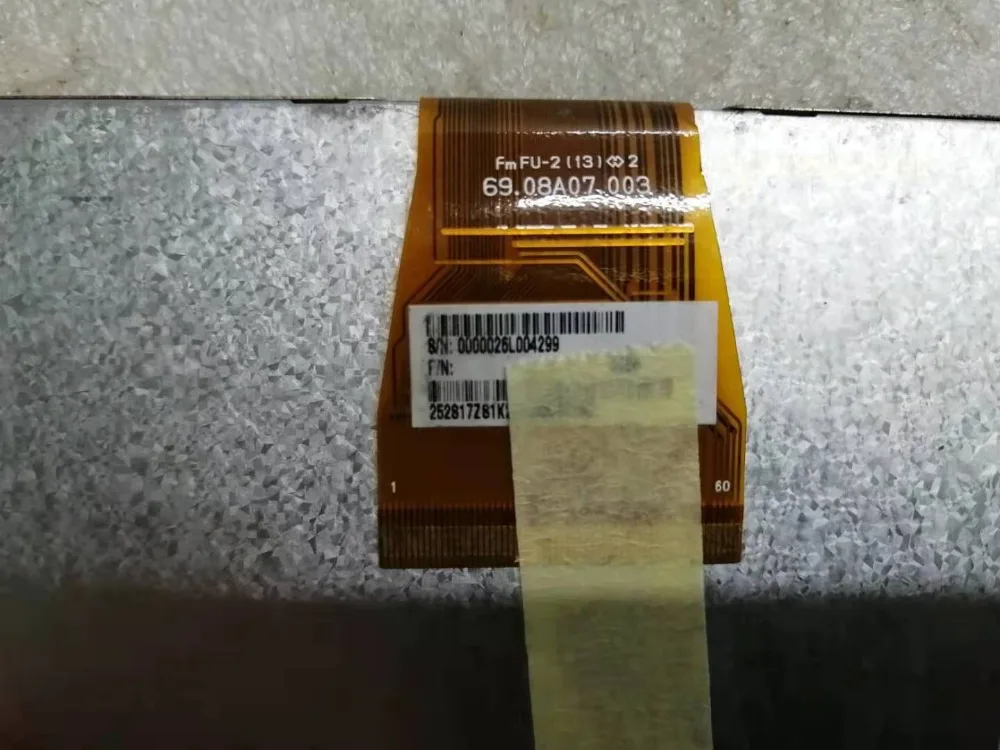 FmFU-2(13)⇔2
69.08A07.003
S/N: 0000026L004299
F/N:
252817Z81K
1
60